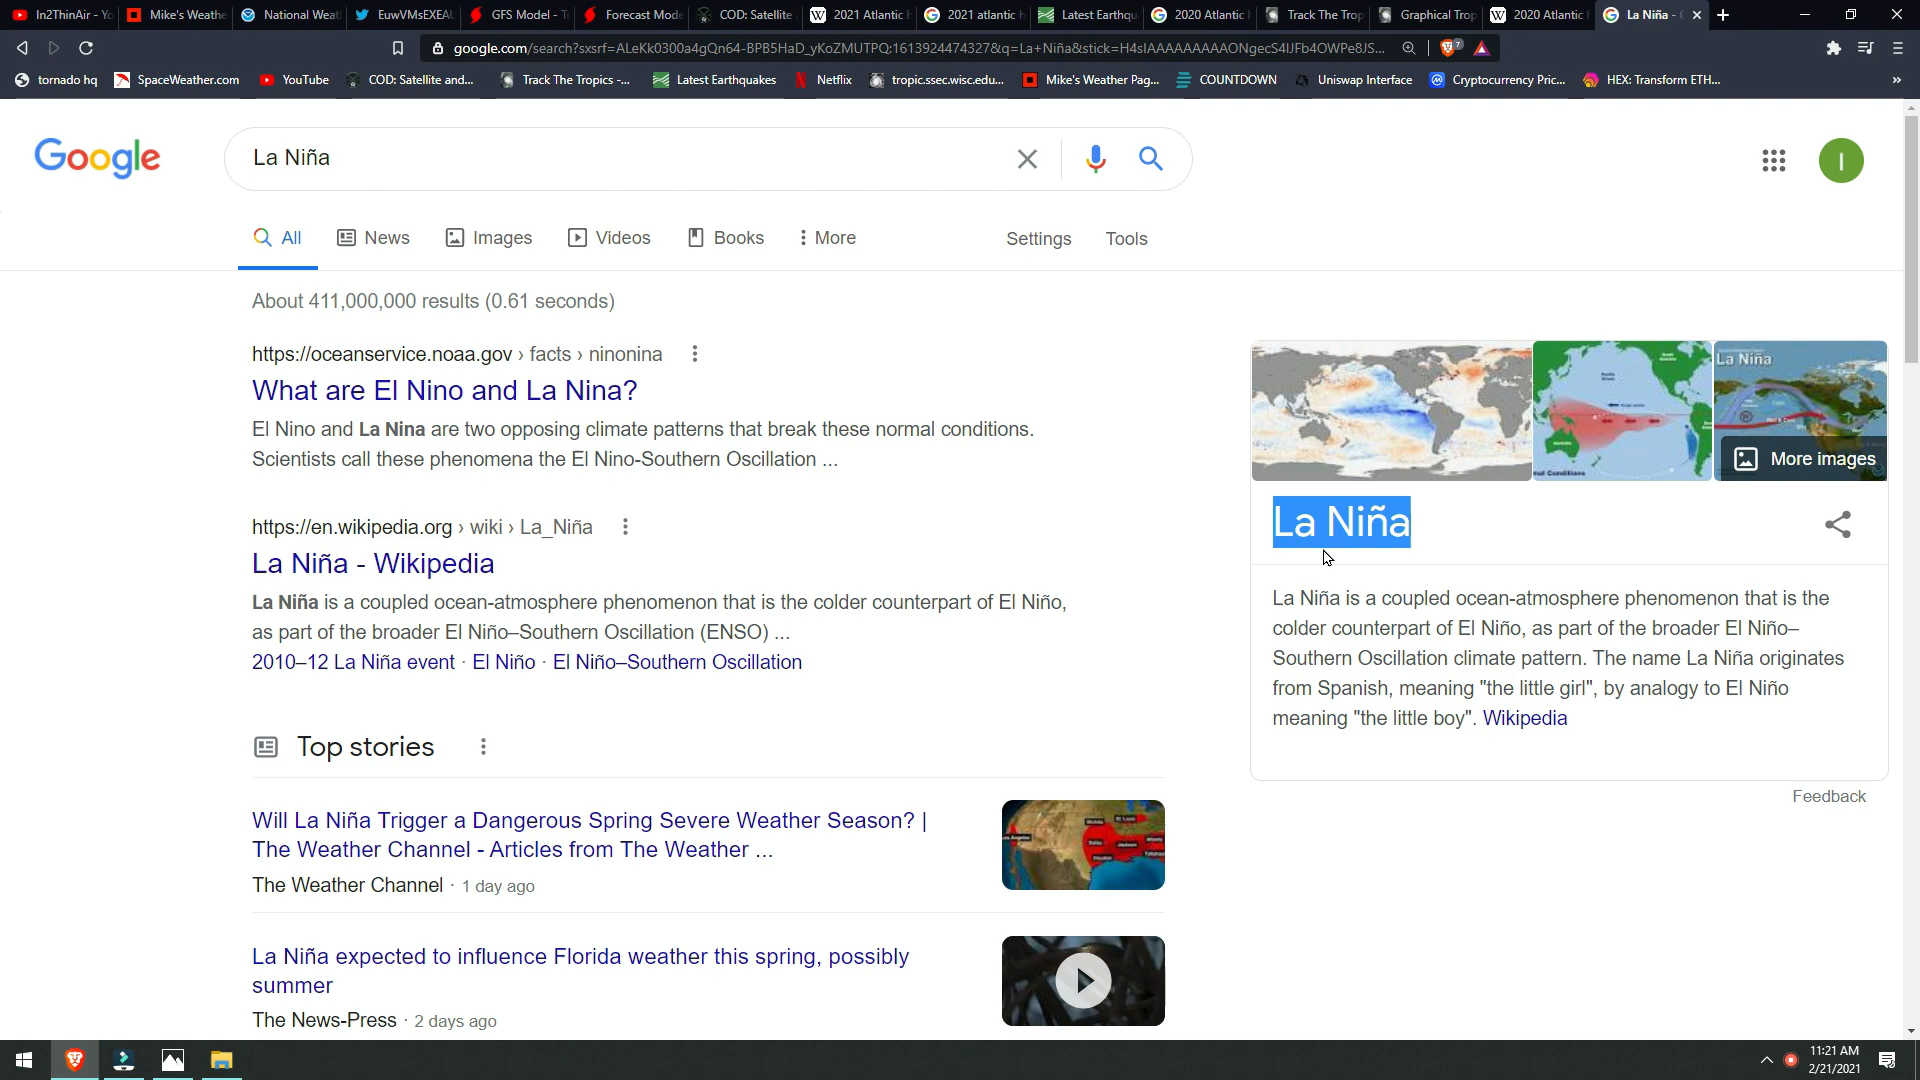 In2ThinAir - Yo
Mike's Weathe
National Weat
EuwVMsEXEAL
GFS Model - T
Forecast Mode
COD: Satellite
2021 Atlantic h
2021 atlantic h
Latest Earthqu
2020 Atlantic h
Track The Trop
Graphical Trop
2020 Atlantic h
La Niña -
google.com/search?sxsrf=ALeKk0300a4gQn64-BPB5HaD_yKoZMUTPQ:1613924474327&q=La+Niña&stick=H4sIAAAAAAAAAONgecS4lJFb4OWPe8JS...
7
tornado hq
SpaceWeather.com
YouTube
COD: Satellite and...
Track The Tropics -...
Latest Earthquakes
Netflix
tropic.ssec.wisc.edu...
Mike's Weather Pag...
COUNTDOWN
Uniswap Interface
Cryptocurrency Pric...
HEX: Transform ETH...
»
Google
La Niña
I
All
News
Images
Videos
Books
More
Settings
Tools
About 411,000,000 results (0.61 seconds)
https://oceanservice.noaa.gov › facts › ninonina
What are El Nino and La Nina?
El Nino and La Nina are two opposing climate patterns that break these normal conditions.
Scientists call these phenomena the El Nino-Southern Oscillation ...
https://en.wikipedia.org › wiki › La_Niña
La Niña - Wikipedia
La Niña is a coupled ocean-atmosphere phenomenon that is the colder counterpart of El Niño,
as part of the broader El Niño–Southern Oscillation (ENSO) ...
2010–12 La Niña event · El Niño · El Niño–Southern Oscillation
Top stories
Will La Niña Trigger a Dangerous Spring Severe Weather Season? |
The Weather Channel - Articles from The Weather ...
The Weather Channel · 1 day ago
La Niña expected to influence Florida weather this spring, possibly
summer
The News-Press · 2 days ago
La Niña
More images
La Niña
La Niña is a coupled ocean-atmosphere phenomenon that is the
colder counterpart of El Niño, as part of the broader El Niño–
Southern Oscillation climate pattern. The name La Niña originates
from Spanish, meaning "the little girl", by analogy to El Niño
meaning "the little boy". Wikipedia
Feedback
11:21 AM
2/21/2021